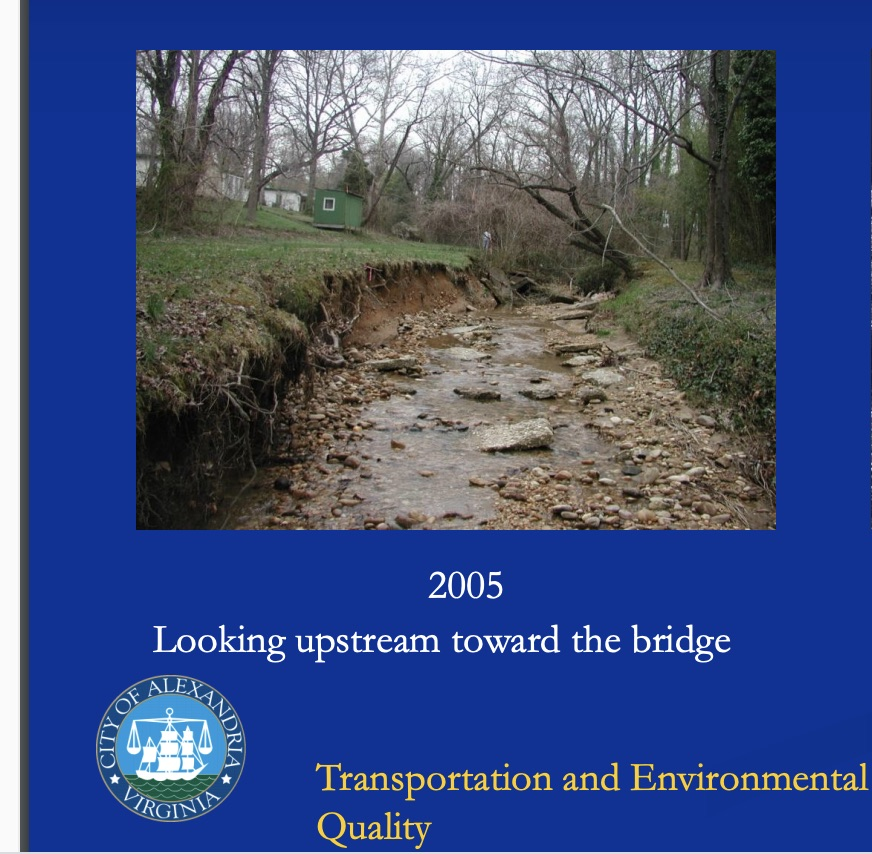 2005
Looking upstream toward the bridge
CITY OF ALEXANDRIA
VIRGINIA
Transportation and Environmental
Quality